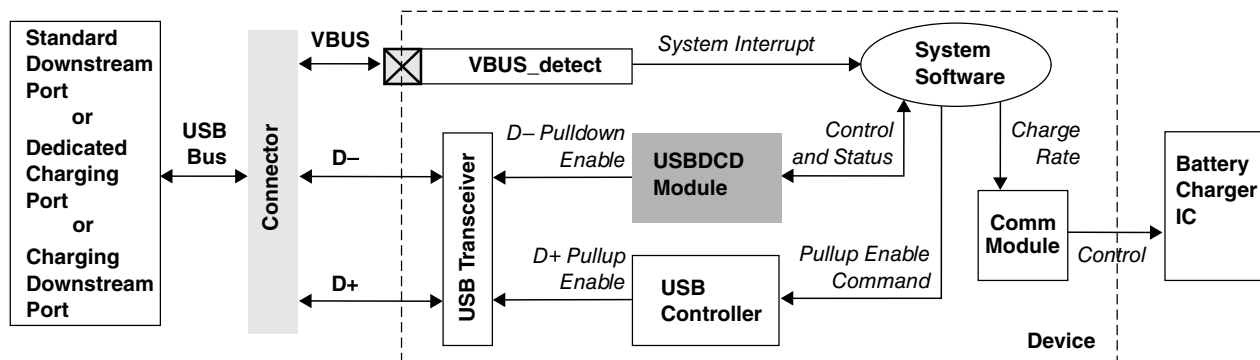 Standard
Downstream
Port
or
Dedicated
Charging
Port
or
Charging
Downstream
Port
USB
Bus
Connector
VBUS
D–
D+
VBUS_detect
System Interrupt
System
Software
USB Transceiver
D– Pulldown
Enable
USBDCD
Module
Control
and Status
Charge
Rate
D+ Pullup
Enable
USB
Controller
Pullup Enable
Command
Comm
Module
Control
Battery
Charger
IC
Device